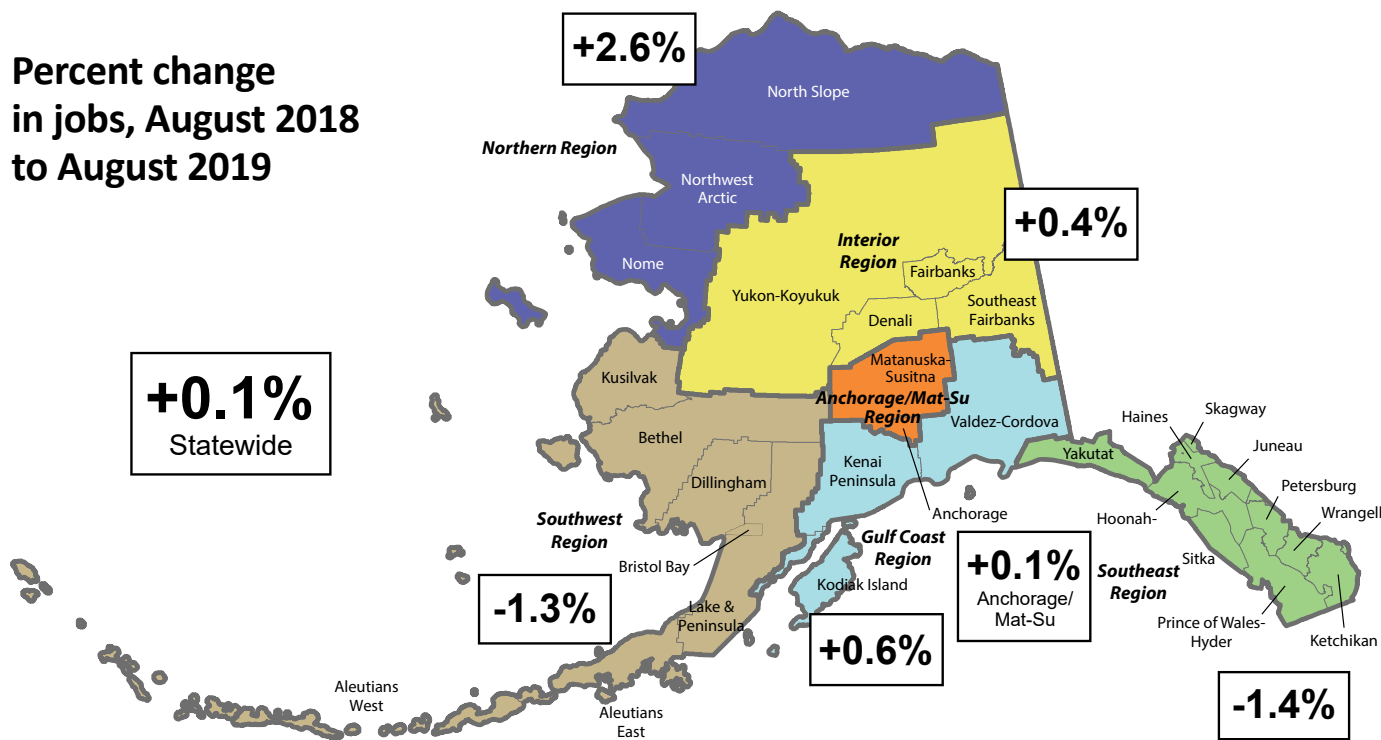 Percent change
in jobs, August 2018
to August 2019
+2.6%
North Slope
Northern Region
Northwest
Arctic
+0.4%
Interior
Region
Fairbanks
Nome
Yukon-Koyukuk
Southeast
Fairbanks
Denali
+0.1%
Statewide
Kusilvak
Matanuska-
Susitna
Anchorage/Mat-Su
Region
Valdez-Cordova
Bethel
Skagway
Haines
Juneau
Yakutat
Kenai
Peninsula
Dillingham
Petersburg
Wrangell
Anchorage
Hoonah-
Southwest
Region
Gulf Coast
Region
Bristol Bay
+0.1%
Anchorage/
Mat-Su
Sitka
Southeast
Region
Kodiak Island
-1.3%
Lake &
Peninsula
+0.6%
Prince of Wales-
Hyder
Ketchikan
-1.4%
Aleutians
West
Aleutians
East